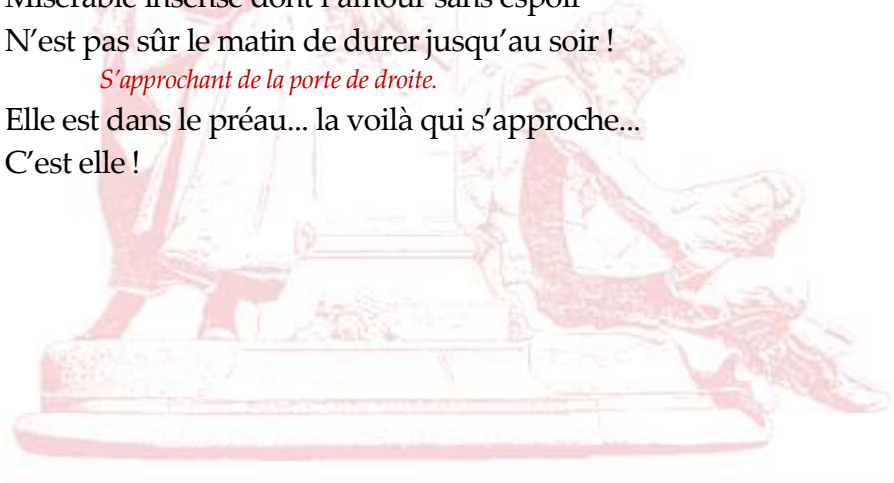 Misérable insensé dont l'amour sans espoir
N'est pas sûr le matin de durer jusqu'au soir !
S'approchant de la porte de droite.
Elle est dans le préau... la voilà qui s'approche...
C'est elle !